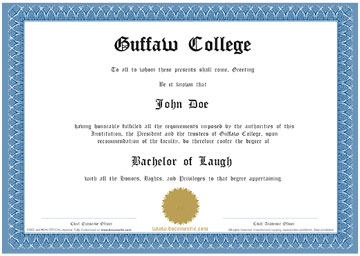 Guffaw College
To all to whom these presents shall come, Greeting
Be it known that
John Doe
having honorably fulfilled all the requirements imposed by the authorities of this
Institution, the President and the trustees of Guffaw College, upon
recommendation of the faculty, do therefore confer the degree of
Bachelor of Laugh
with all the Honors, Rights, and Privileges to that degree appertaining.
Chief Executive Officer
Chief Academic Officer